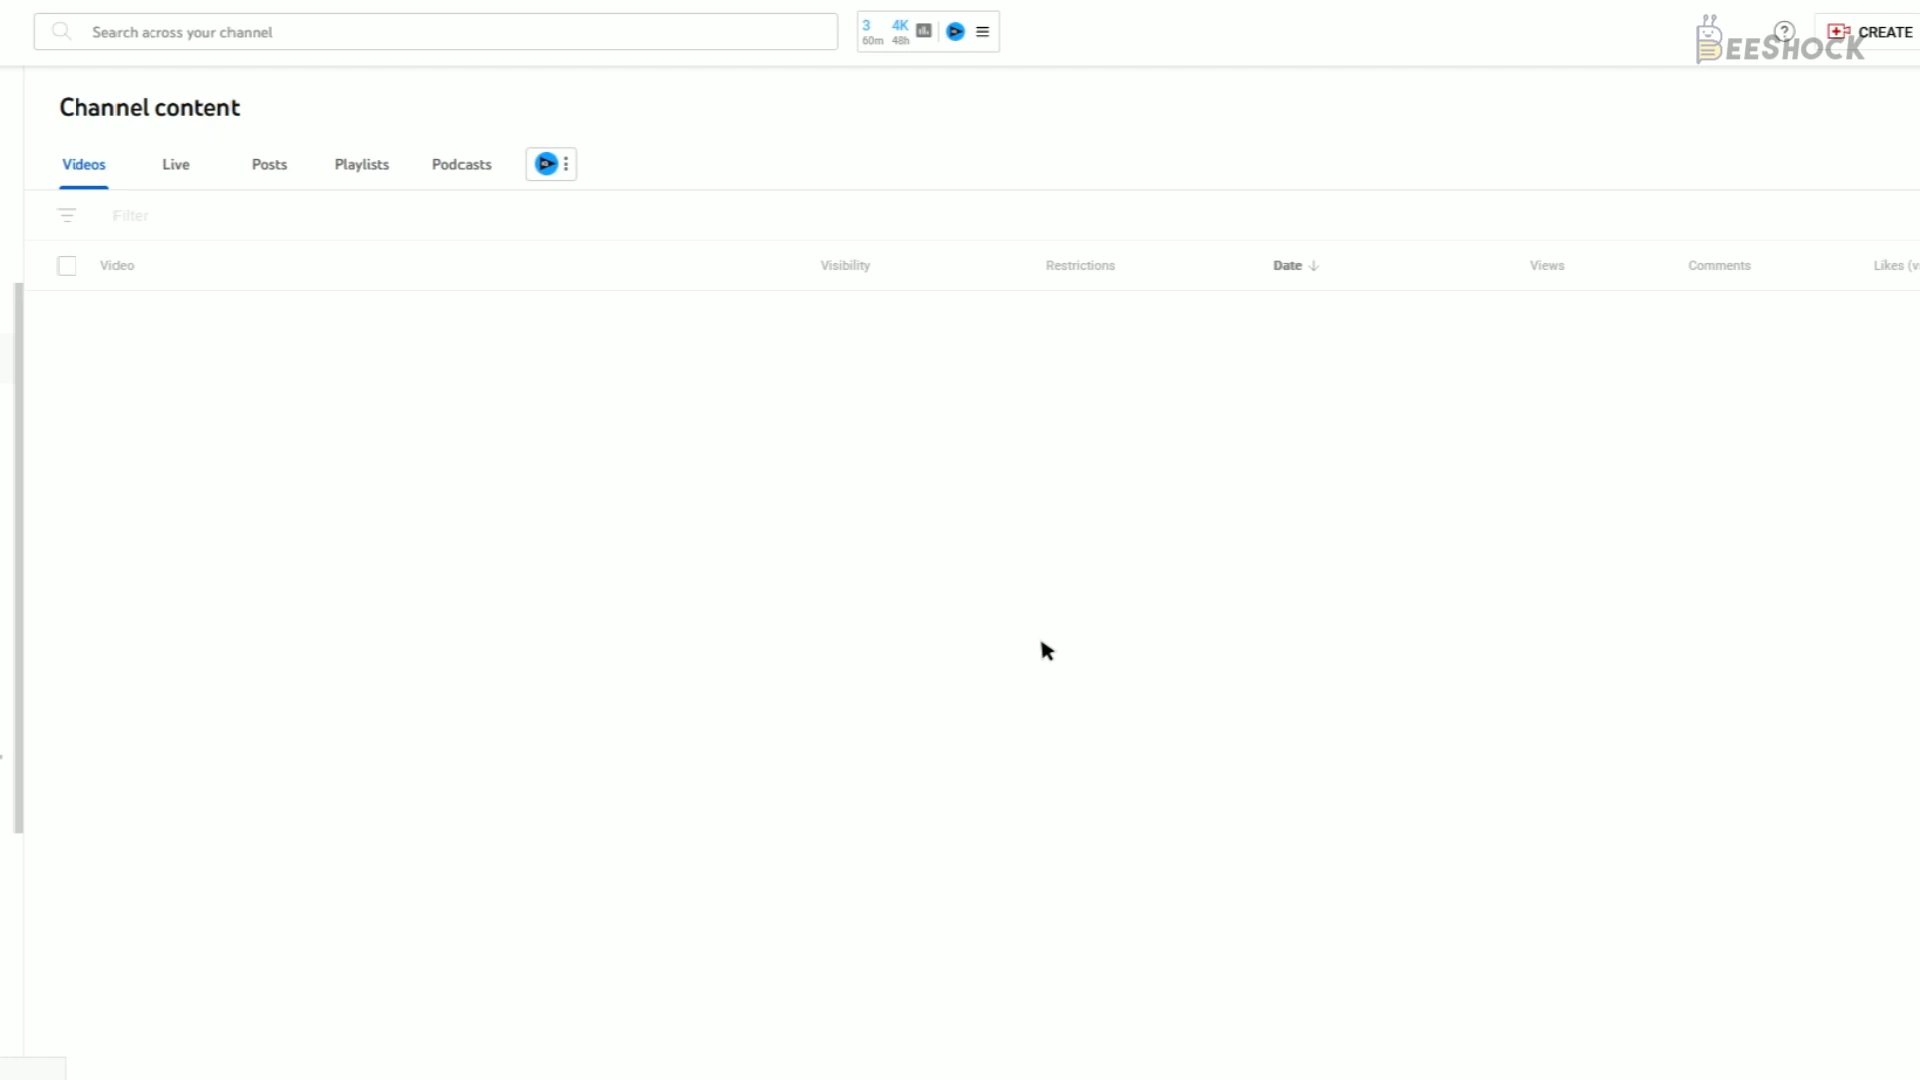 Search across your channel
3 4K
60m 48h
BEESHOCK
CREATE
Channel content
Videos Live Posts Playlists Podcasts
Filter
Video Visibility Restrictions Date Views Comments Likes (v